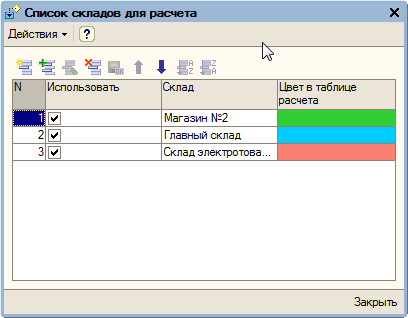 Список складов для расчета
Действия
N Использовать Склад Цвет в таблице расчета
1 Магазин №2
2 Главный склад
3 Склад электротова...
Закрыть